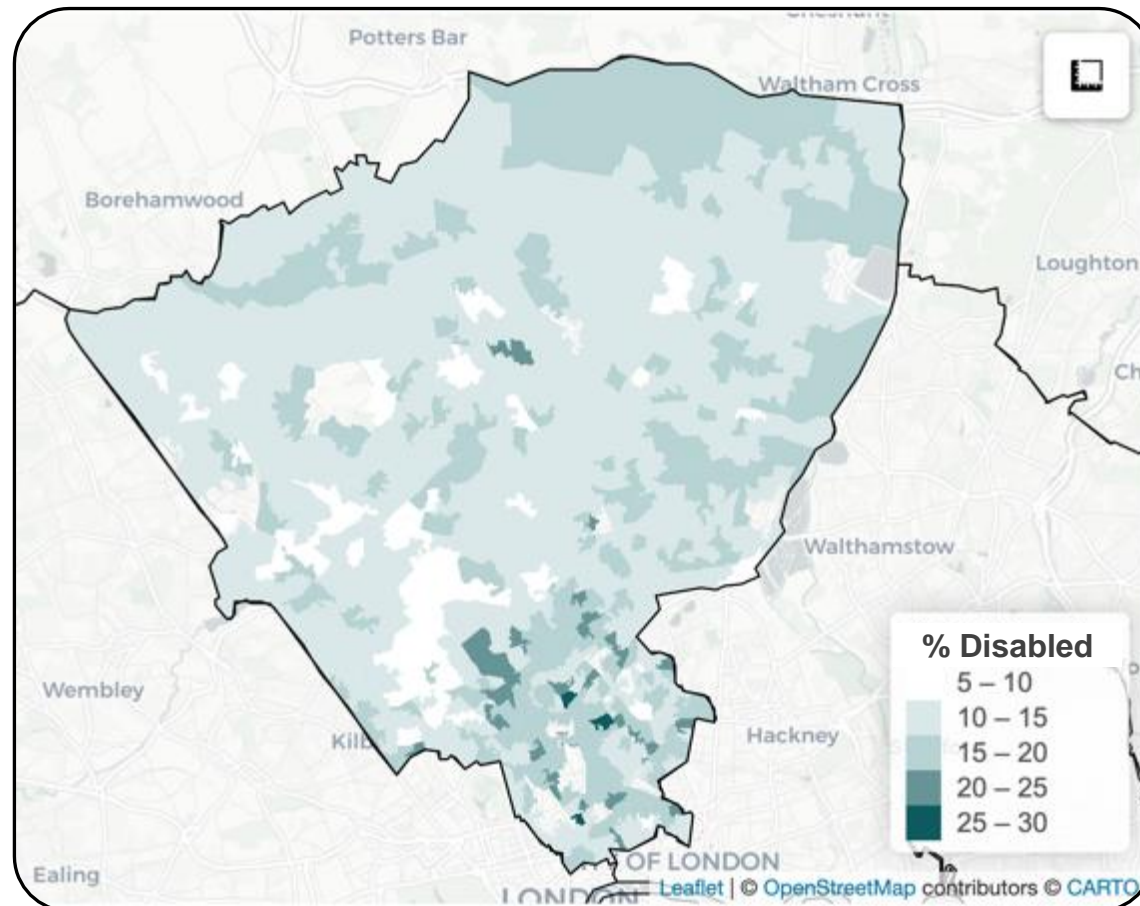 Potters Bar
Waltham Cross
Borehamwood
Loughton
Walthamstow
Wembley
Hackney
Ealing
OF LONDON
LONDON
% Disabled
5 – 10
10 – 15
15 – 20
20 – 25
25 – 30
Leaflet | © OpenStreetMap contributors © CARTO